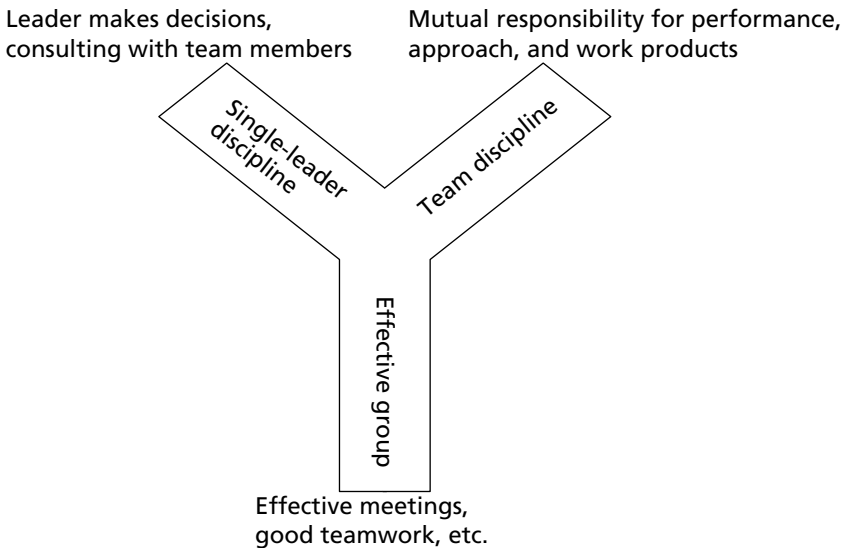 Leader makes decisions,
consulting with team members
Mutual responsibility for performance,
approach, and work products
Single-leader
discipline
Team discipline
Effective group
Effective meetings,
good teamwork, etc.